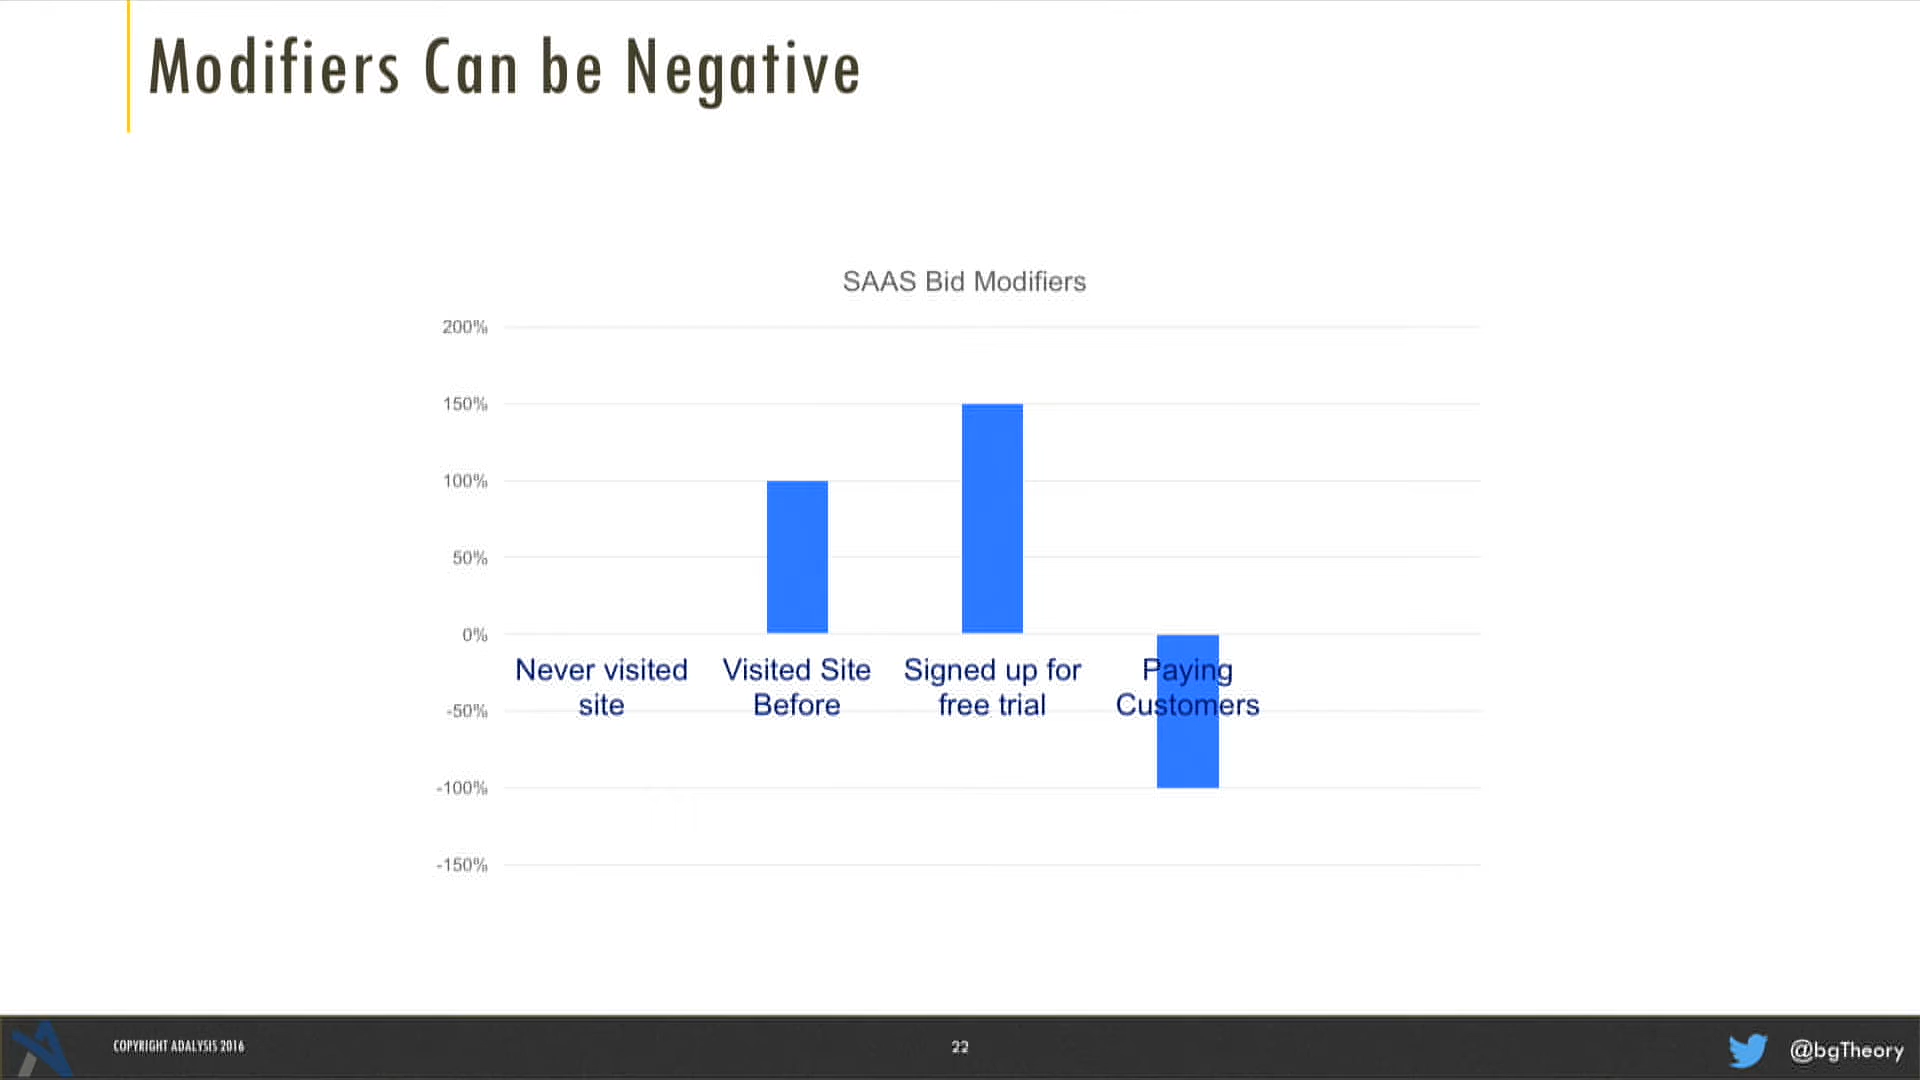 Modifiers Can be Negative
SAAS Bid Modifiers
200%
150%
100%
50%
0%
-50%
-100%
-150%
Never visited
site
Visited Site
Before
Signed up for
free trial
Paying
Customers
COPYRIGHT ADALYSIS 2016
22
@bgTheory